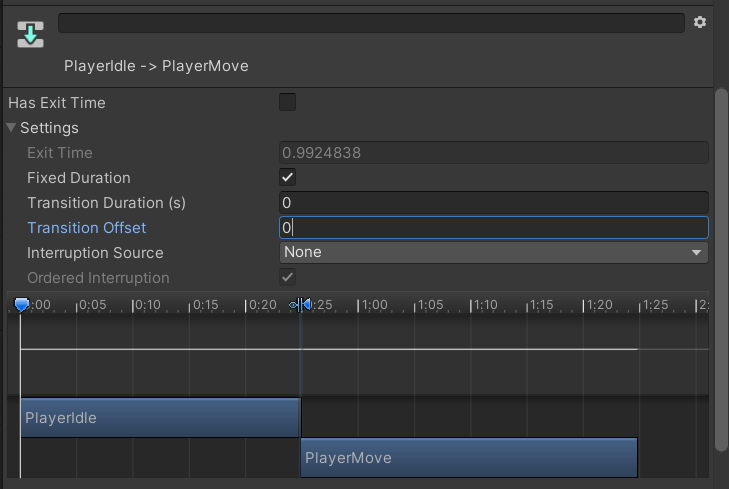 PlayerIdle -> PlayerMove
Has Exit Time
Settings
Exit Time 0.9924838
Fixed Duration
Transition Duration (s) 0
Transition Offset 0
Interruption Source None
Ordered Interruption
:00 0:05 0:10 0:15 0:20 0:25 1:00 1:05 1:10 1:15 1:20 1:25 2:
PlayerIdle
PlayerMove